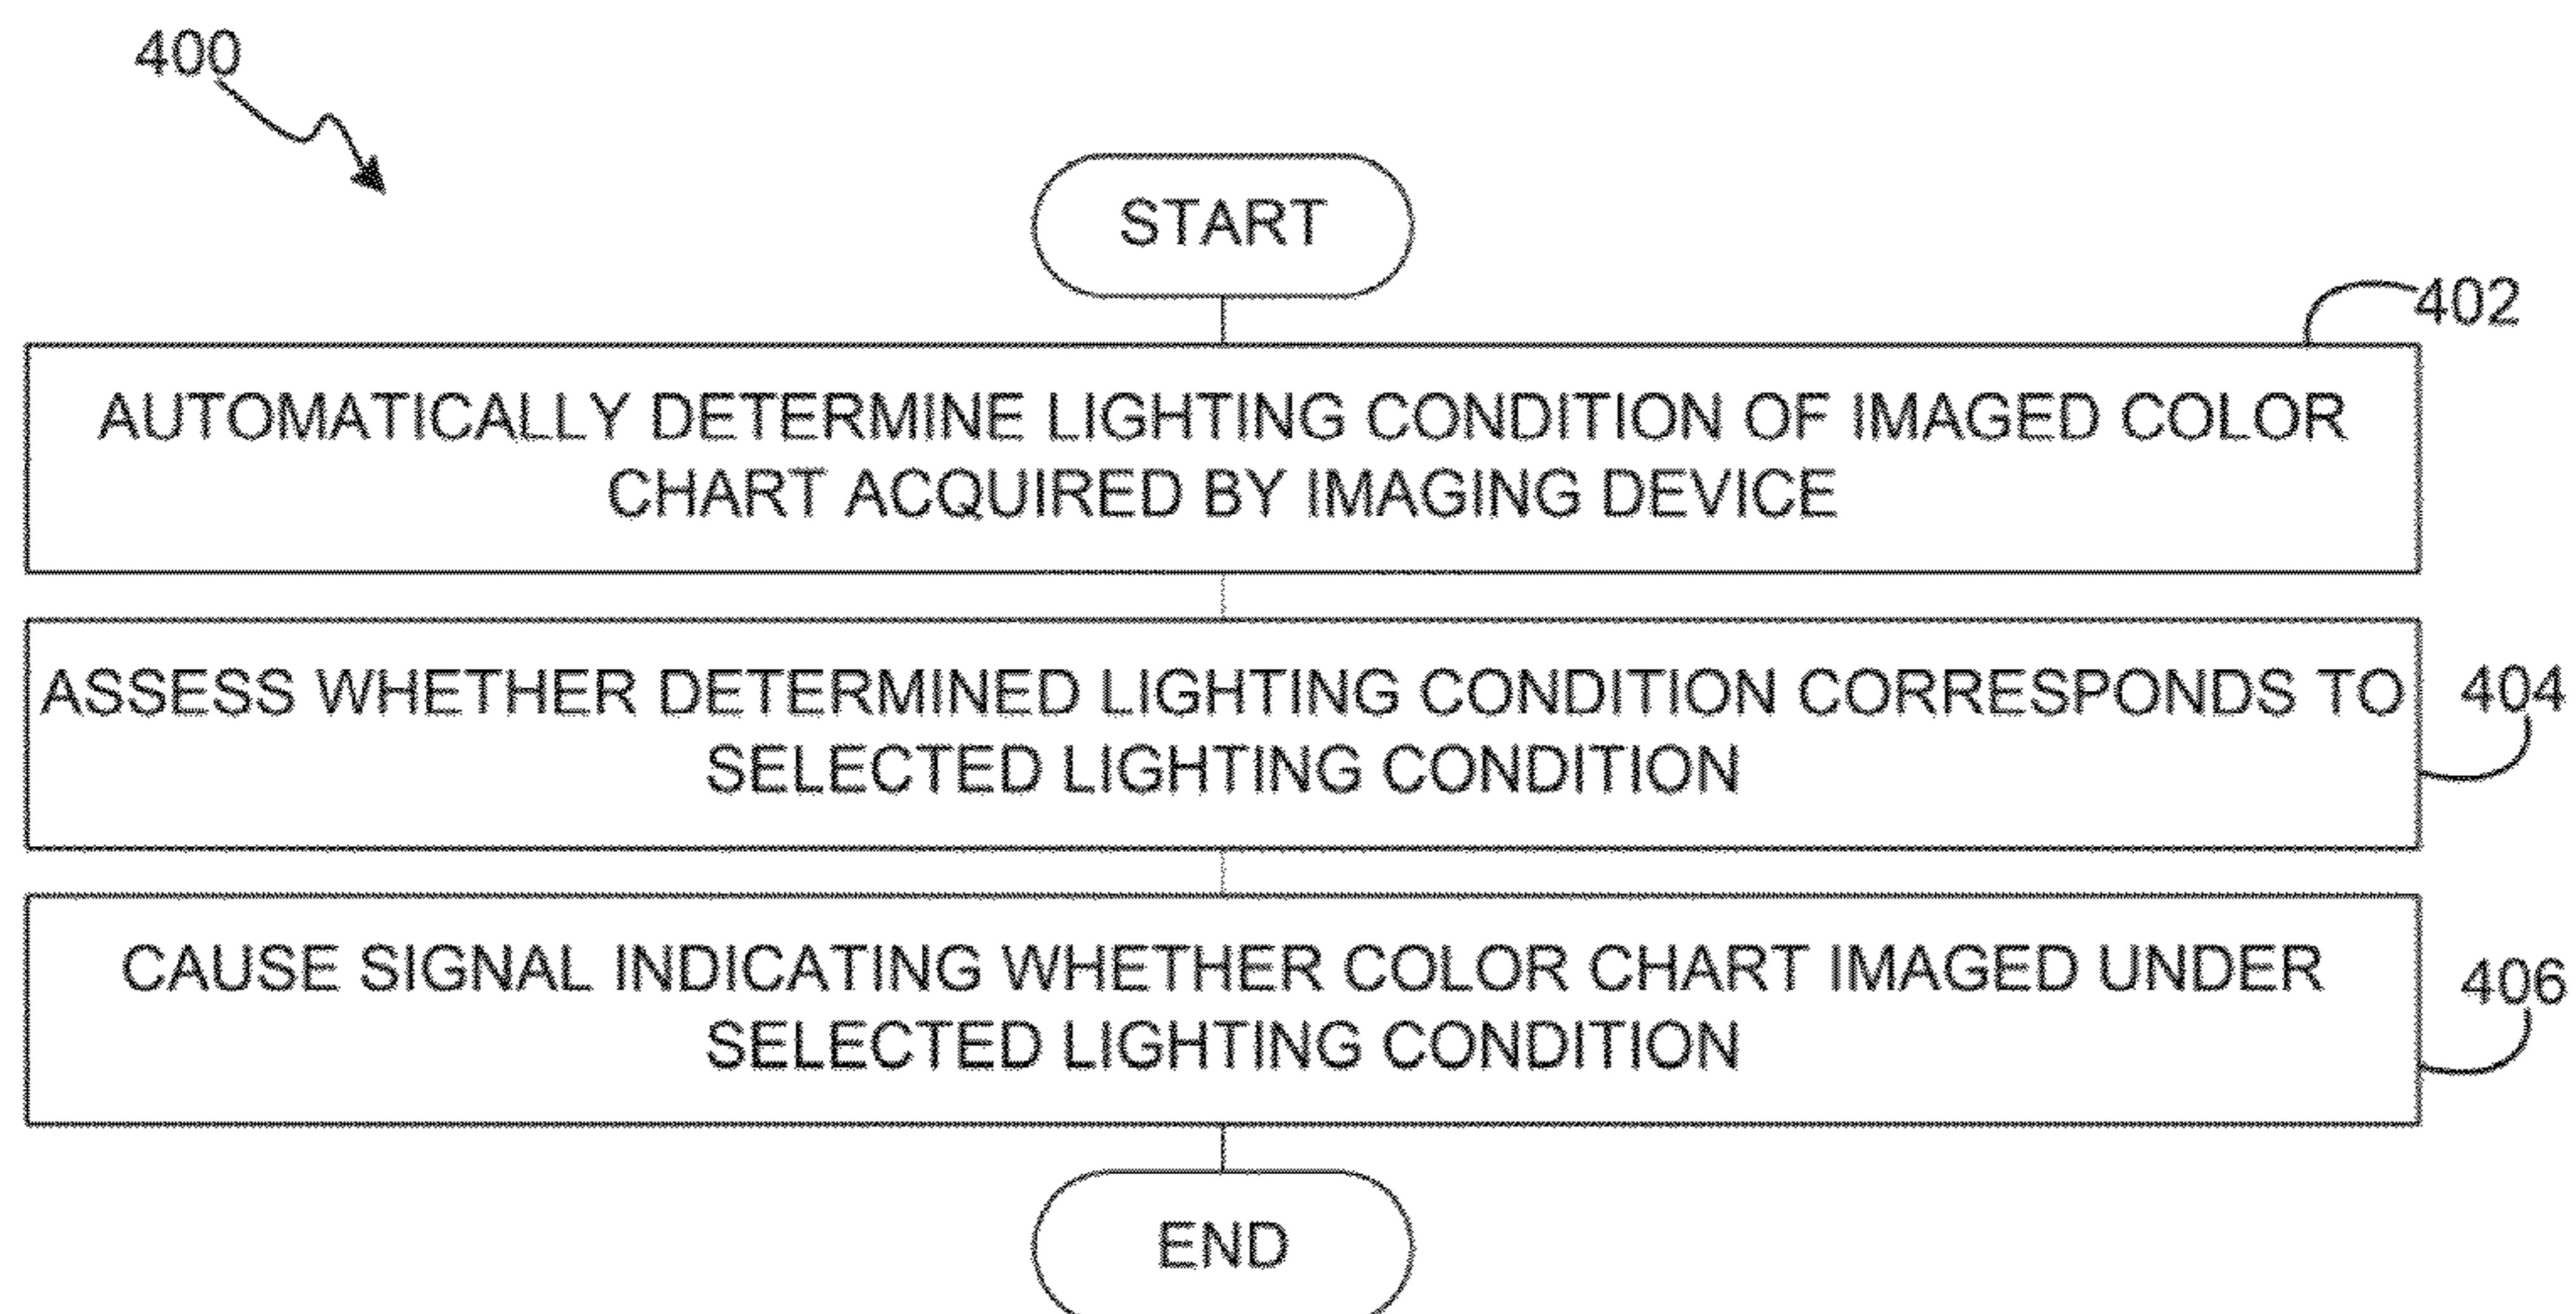 400
START
402
AUTOMATICALLY DETERMINE LIGHTING CONDITION OF IMAGED COLOR
CHART ACQUIRED BY IMAGING DEVICE
ASSESS WHETHER DETERMINED LIGHTING CONDITION CORRESPONDS TO
SELECTED LIGHTING CONDITION
404
CAUSE SIGNAL INDICATING WHETHER COLOR CHART IMAGED UNDER
SELECTED LIGHTING CONDITION
406
END